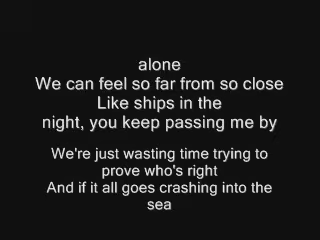 alone
We can feel so far from so close
Like ships in the
night, you keep passing me by
We're just wasting time trying to
prove who's right
And if it all goes crashing into the
sea